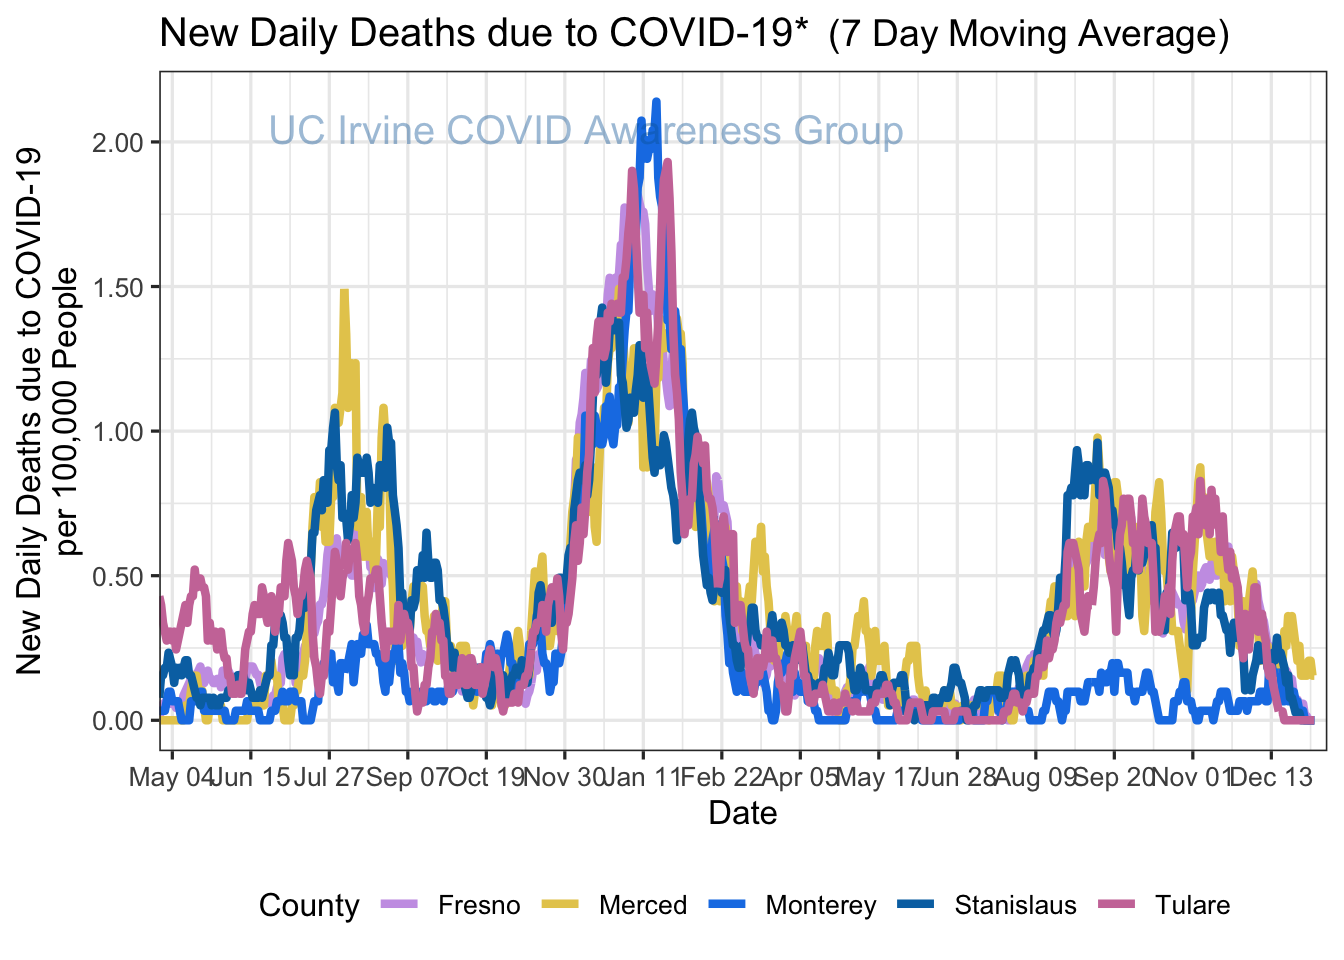 New Daily Deaths due to COVID-19* (7 Day Moving Average)
UC Irvine COVID Awareness Group
New Daily Deaths due to COVID-19
per 100,000 People
2.00
1.50
1.00
0.50
0.00
May 04 Jun 15 Jul 27 Sep 07 Oct 19 Nov 30 Jan 11 Feb 22 Apr 05 May 17 Jun 28 Aug 09 Sep 20 Nov 01 Dec 13
Date
County Fresno Merced Monterey Stanislaus Tulare